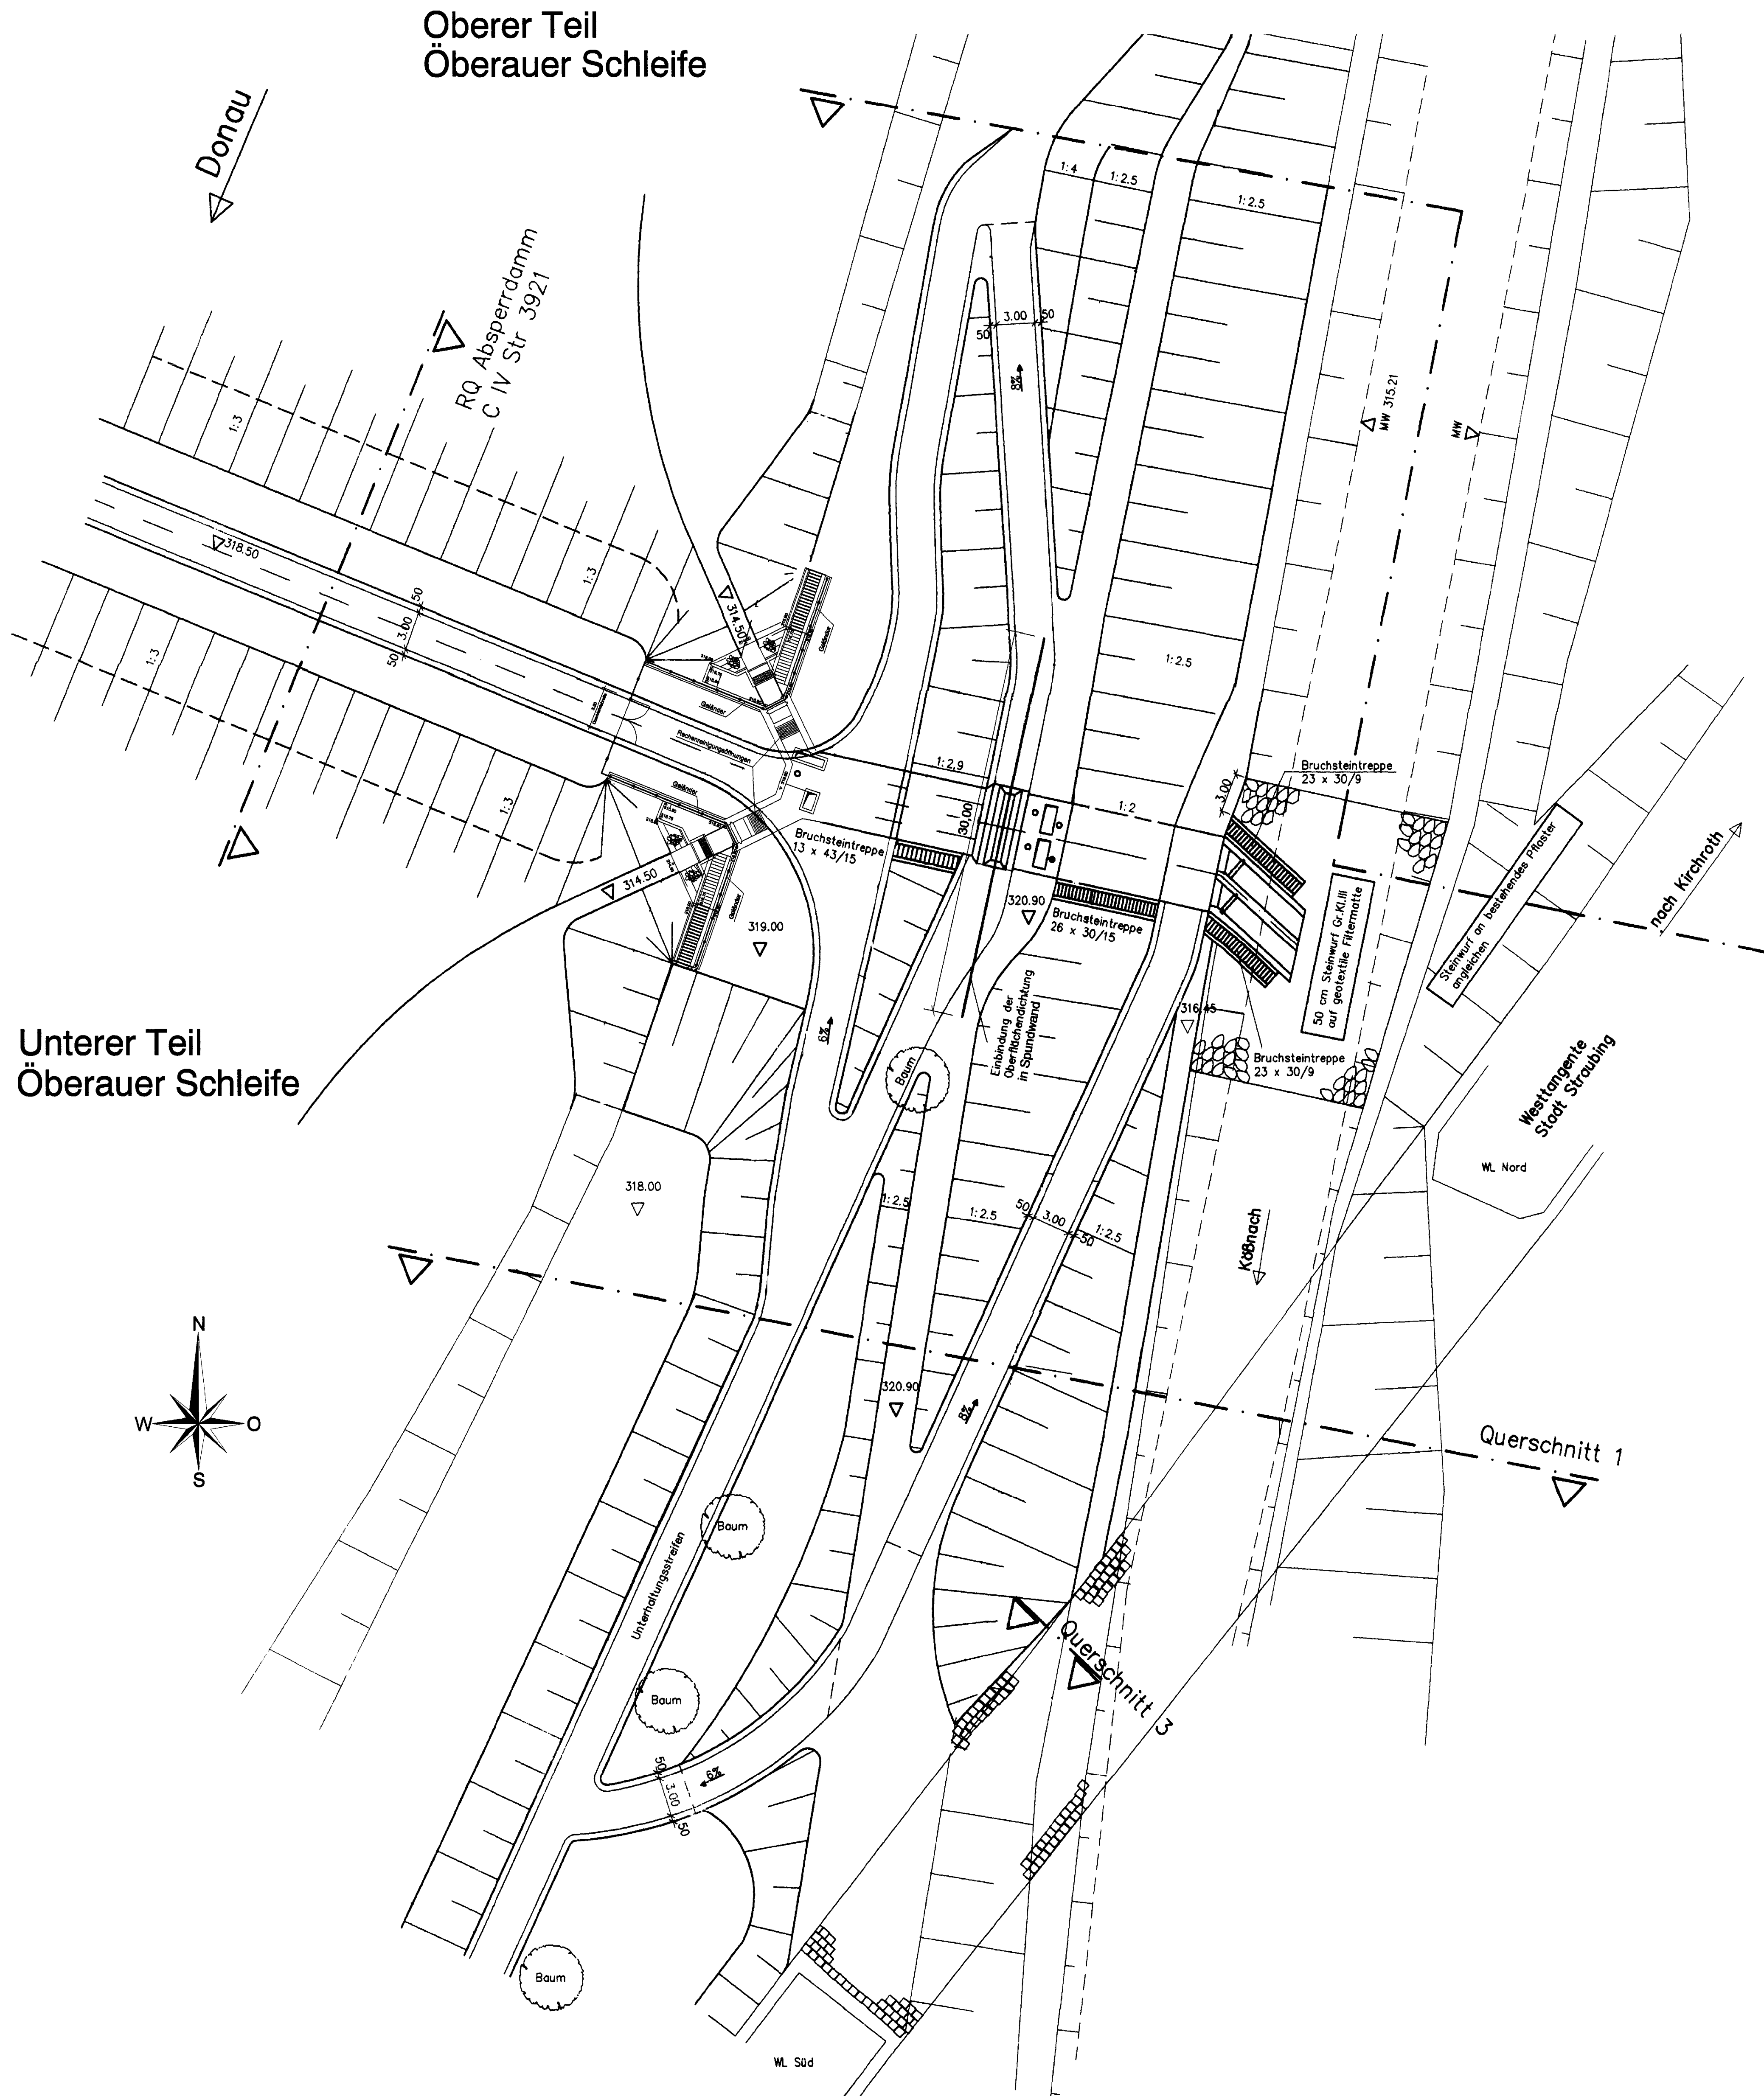 Oberer Teil
Öberauer Schleife
Donau
RQ Absperrdamm
C IV Str 3921
1:4
1:2.5
1:2.5
50
3.00
50
8%
MW 315.21
MW
1:3
318.50
1:3
50
3.00
50
1:3
1:3
314.50
Geländer
Geländer
Rechenreinigungsöffnungen
Geländer
Geländer
314.50
1:2.5
1:2.9
30.00
1:2
3.00
Bruchsteintreppe
23 x 30/9
Bruchsteintreppe
13 x 43/15
320.90
Bruchsteintreppe
26 x 30/15
319.00
50 cm Steinwurf Gr.Kl.III
auf geotextile Filtermatte
Steinwurf an bestehendes Pflaster
angleichen
nach Kirchroth
Unterer Teil
Öberauer Schleife
6%
Baum
Einbindung der
Oberflächendichtung
in Spundwand
316.45
Bruchsteintreppe
23 x 30/9
Westtangente
Stadt Straubing
WL Nord
318.00
1:2.5
1:2.5
50
3.00
50
1:2.5
Kößnach
N
W
O
S
320.90
8%
Querschnitt 1
Baum
Unterhaltungsstreifen
Querschnitt 3
Baum
50
3.00
50
6%
Baum
WL Süd